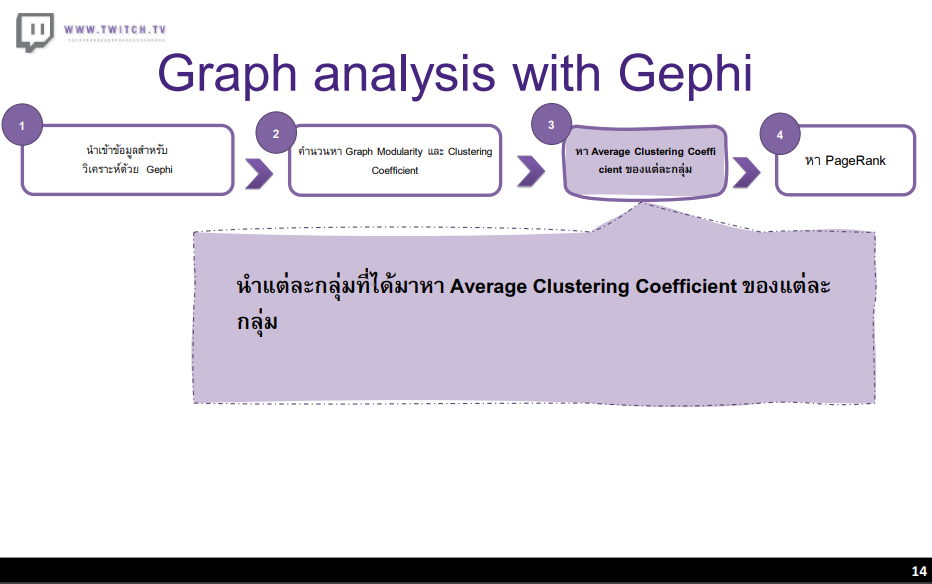 WWW.TWITCH.TV
Graph analysis with Gephi
1
นำเข้าข้อมูลสำหรับ
วิเคราะห์ด้วย Gephi
2
คำนวนหา Graph Modularity และ Clustering
Coefficient
3
หา Average Clustering Coeffi
cient ของแต่ละกลุ่ม
4
หา PageRank
นำแต่ละกลุ่มที่ได้มาหา Average Clustering Coefficient ของแต่ละ
กลุ่ม
14